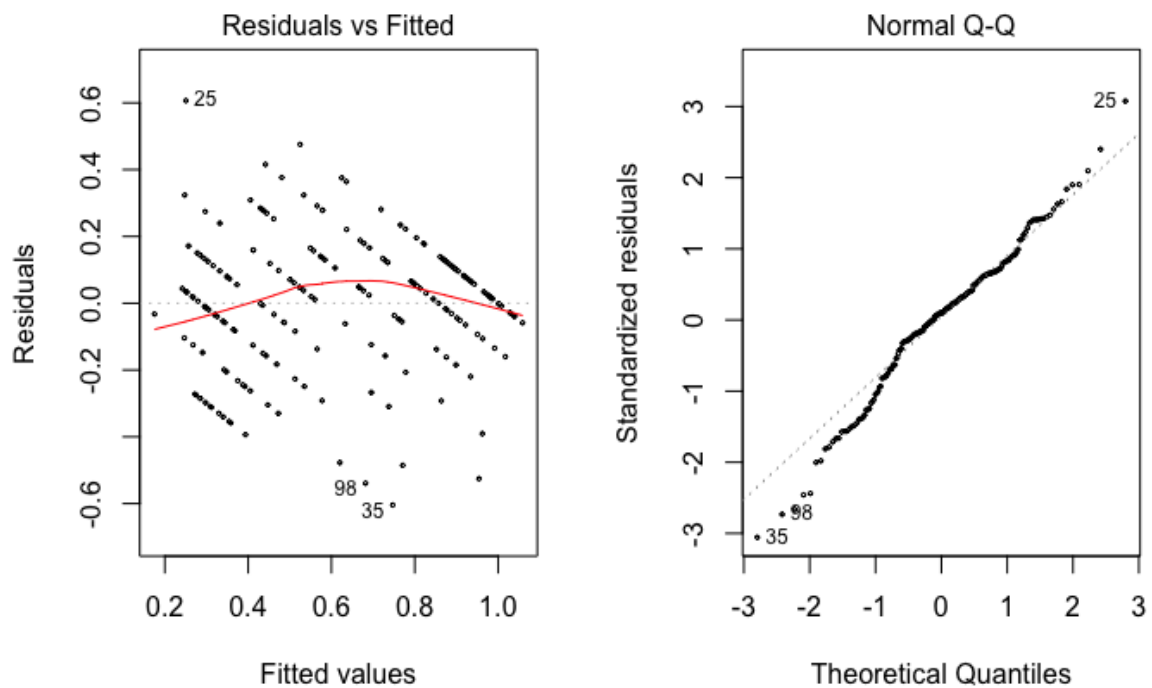 Residuals vs Fitted
Residuals
0.6
0.4
0.2
0.0
-0.2
-0.6
25
98
35
0.2 0.4 0.6 0.8 1.0
Fitted values
Normal Q-Q
Standardized residuals
3
2
1
0
-1
-2
-3
25
98
35
-3 -2 -1 0 1 2 3
Theoretical Quantiles